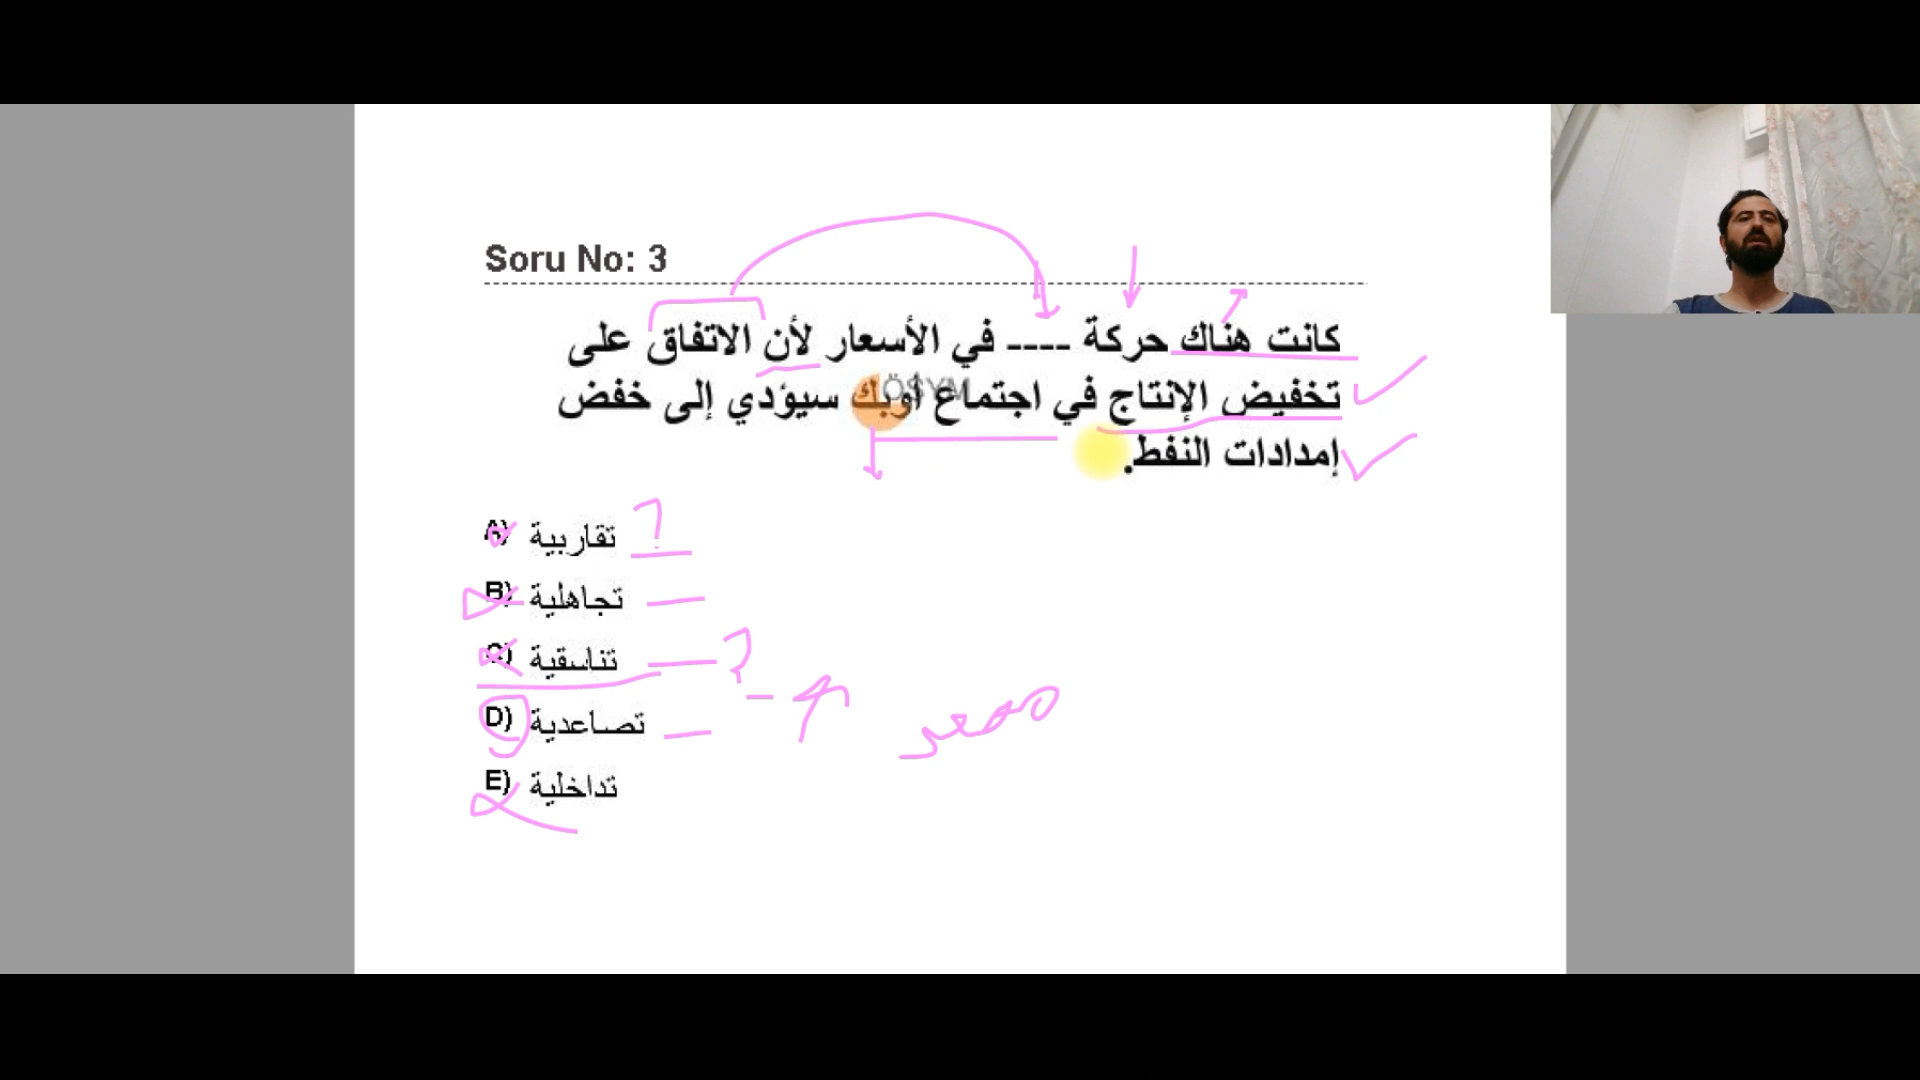 Soru No: 3
كانت هناك حركة ---- في الأسعار لأن الاتفاق على
تخفيض الإنتاج في اجتماع أوبك سيؤدي إلى خفض
إمدادات النفط.
ÖSYM
A) تقاربية ?
B) تجاهلية
C) تناسقية ?
D) تصاعدية
E) تداخلية